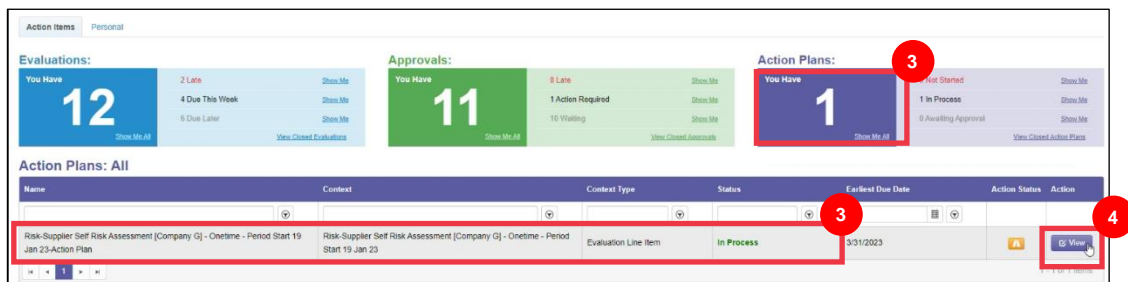 Action Items Personal
Evaluations: Approvals: Action Plans:
3
You Have 2 Late Show Me You Have 8 Late Show Me You Have Not Started Show Me
12 4 Due This Week Show Me 11 1 Action Required Show Me 1 1 In Process Show Me
6 Due Later Show Me 10 Waiting Show Me 0 Awaiting Approval Show Me
Show Me All View Closed Evaluations Show Me All View Closed Approvals Show Me All View Closed Action Plans
Action Plans: All
Name Context Context Type Status Earliest Due Date Action Status Action
3 4
Risk-Supplier Self Risk Assessment [Company G] - Onetime - Period Start 19 Risk-Supplier Self Risk Assessment [Company G] - Onetime - Period Evaluation Line Item In Process 3/31/2023 View
Jan 23-Action Plan Start 19 Jan 23
1 1 - 1 of 1 items